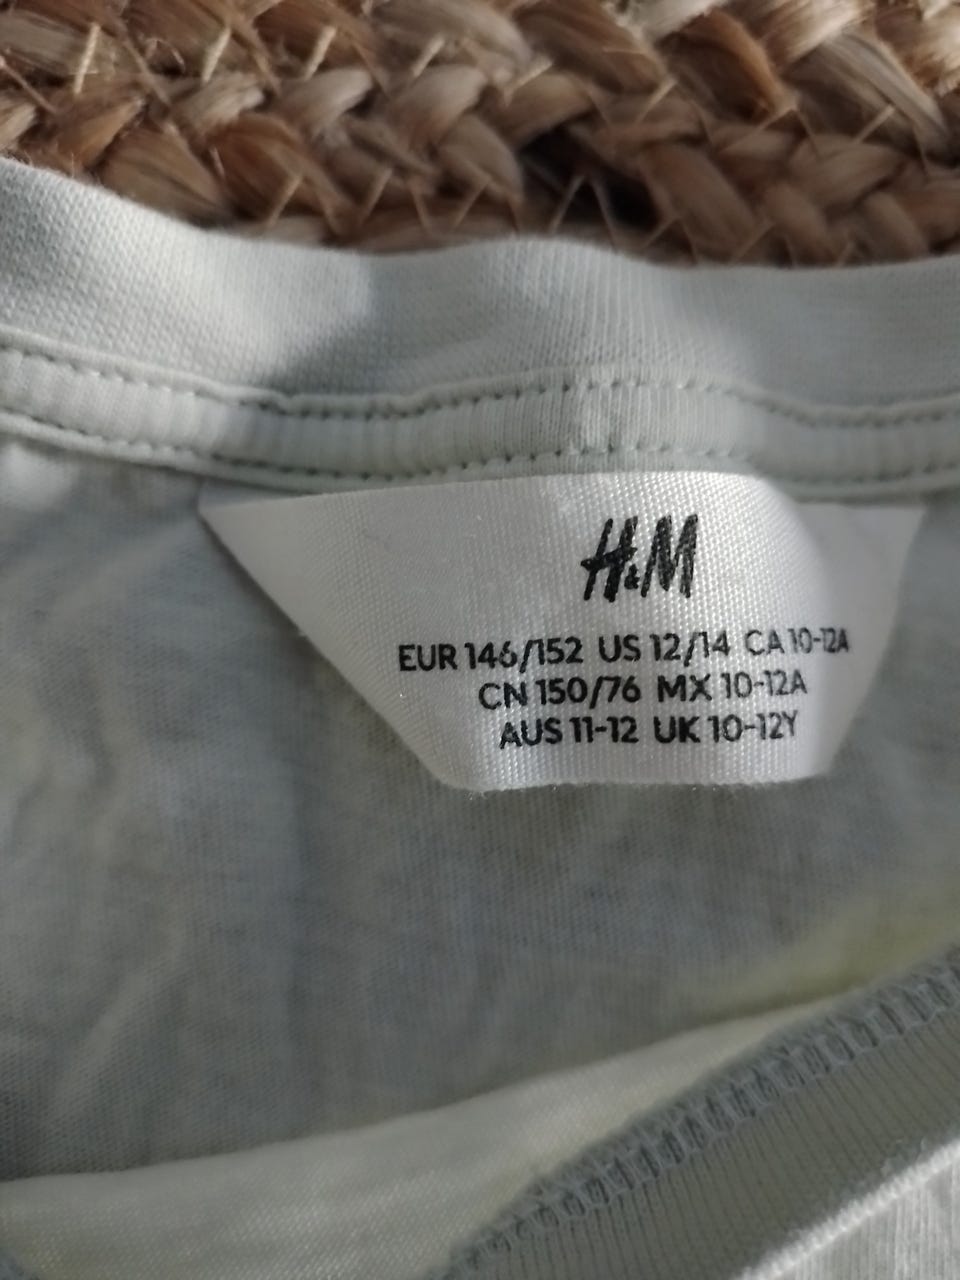 H&M
EUR 146/152 US 12/14 CA 10-12A
CN 150/76 MX 10-12A
AUS 11-12 UK 10-12Y